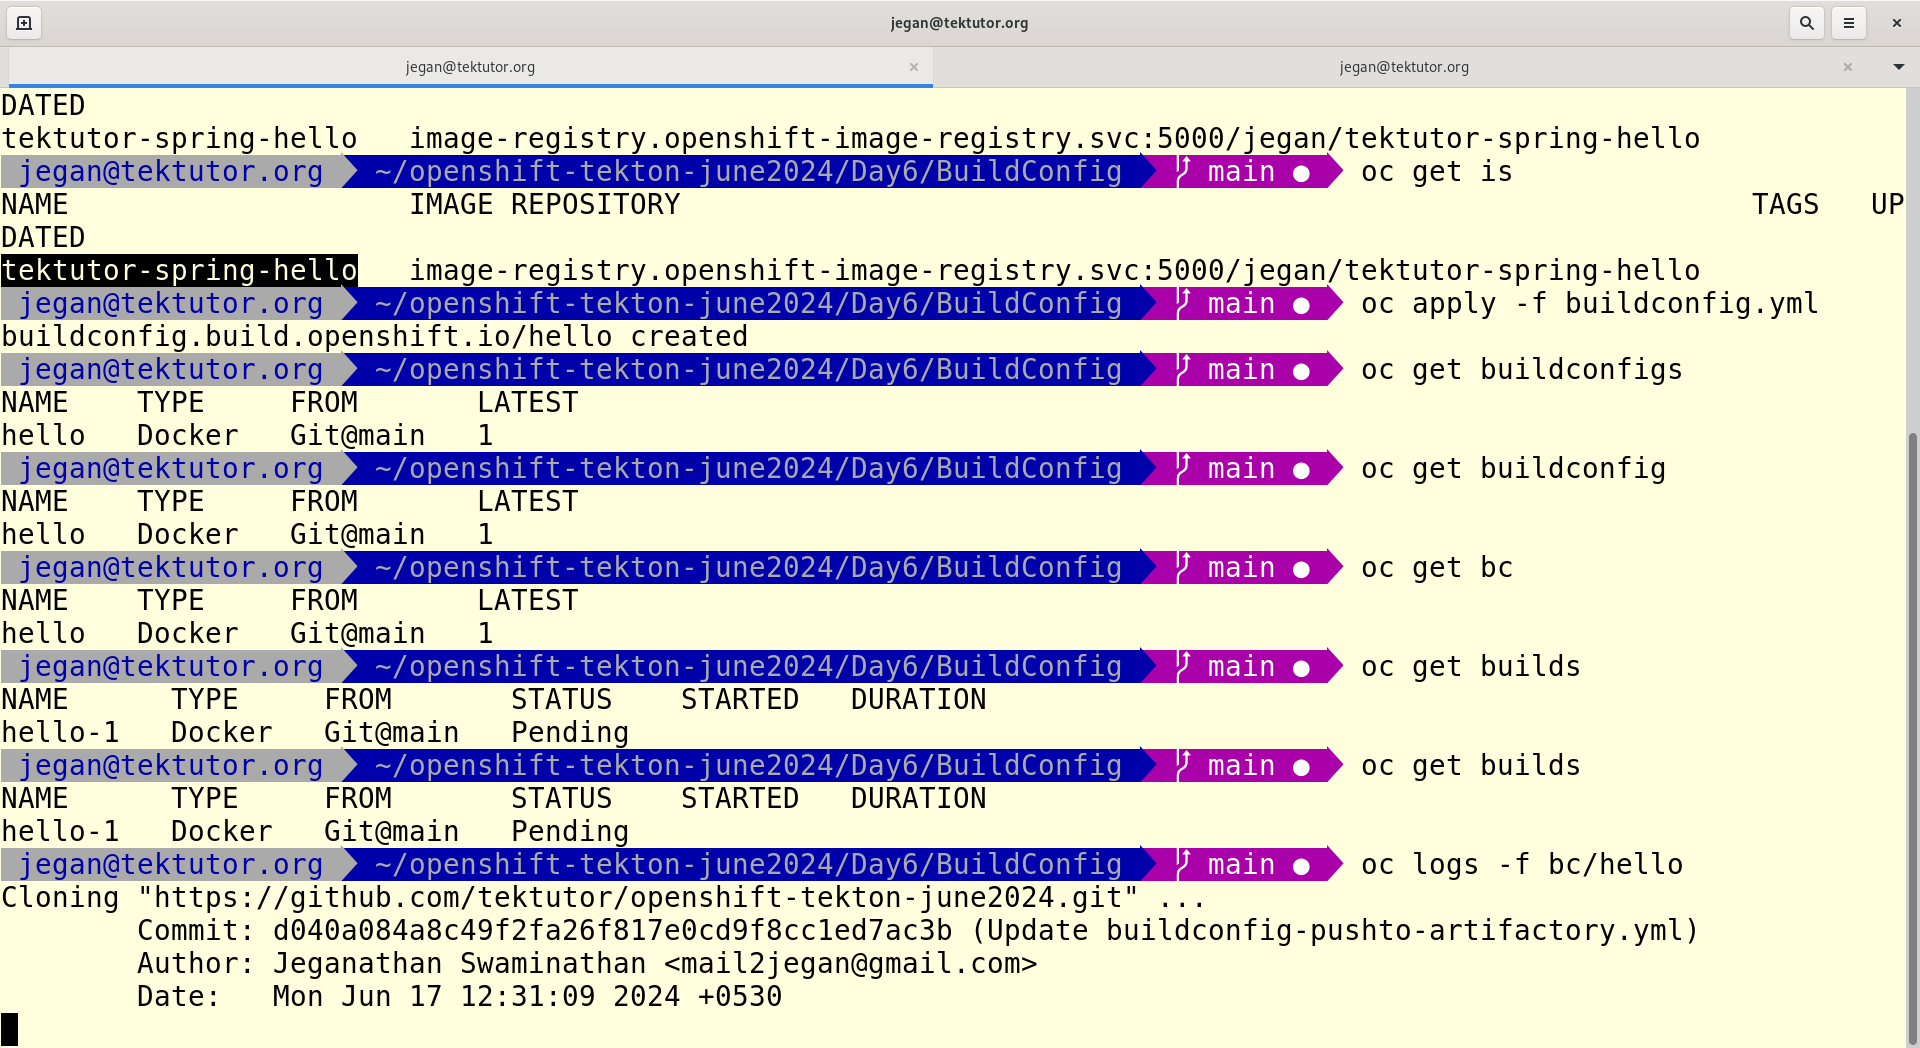 jegan@tektutor.org
jegan@tektutor.org jegan@tektutor.org
DATED
tektutor-spring-hello image-registry.openshift-image-registry.svc:5000/jegan/tektutor-spring-hello
jegan@tektutor.org ~/openshift-tekton-june2024/Day6/BuildConfig main ● oc get is
NAME IMAGE REPOSITORY TAGS UP
DATED
tektutor-spring-hello image-registry.openshift-image-registry.svc:5000/jegan/tektutor-spring-hello
jegan@tektutor.org ~/openshift-tekton-june2024/Day6/BuildConfig main ● oc apply -f buildconfig.yml
buildconfig.build.openshift.io/hello created
jegan@tektutor.org ~/openshift-tekton-june2024/Day6/BuildConfig main ● oc get buildconfigs
NAME TYPE FROM LATEST
hello Docker Git@main 1
jegan@tektutor.org ~/openshift-tekton-june2024/Day6/BuildConfig main ● oc get buildconfig
NAME TYPE FROM LATEST
hello Docker Git@main 1
jegan@tektutor.org ~/openshift-tekton-june2024/Day6/BuildConfig main ● oc get bc
NAME TYPE FROM LATEST
hello Docker Git@main 1
jegan@tektutor.org ~/openshift-tekton-june2024/Day6/BuildConfig main ● oc get builds
NAME TYPE FROM STATUS STARTED DURATION
hello-1 Docker Git@main Pending
jegan@tektutor.org ~/openshift-tekton-june2024/Day6/BuildConfig main ● oc get builds
NAME TYPE FROM STATUS STARTED DURATION
hello-1 Docker Git@main Pending
jegan@tektutor.org ~/openshift-tekton-june2024/Day6/BuildConfig main ● oc logs -f bc/hello
Cloning "https://github.com/tektutor/openshift-tekton-june2024.git" ...
Commit: d040a084a8c49f2fa26f817e0cd9f8cc1ed7ac3b (Update buildconfig-pushto-artifactory.yml)
Author: Jeganathan Swaminathan <mail2jegan@gmail.com>
Date: Mon Jun 17 12:31:09 2024 +0530